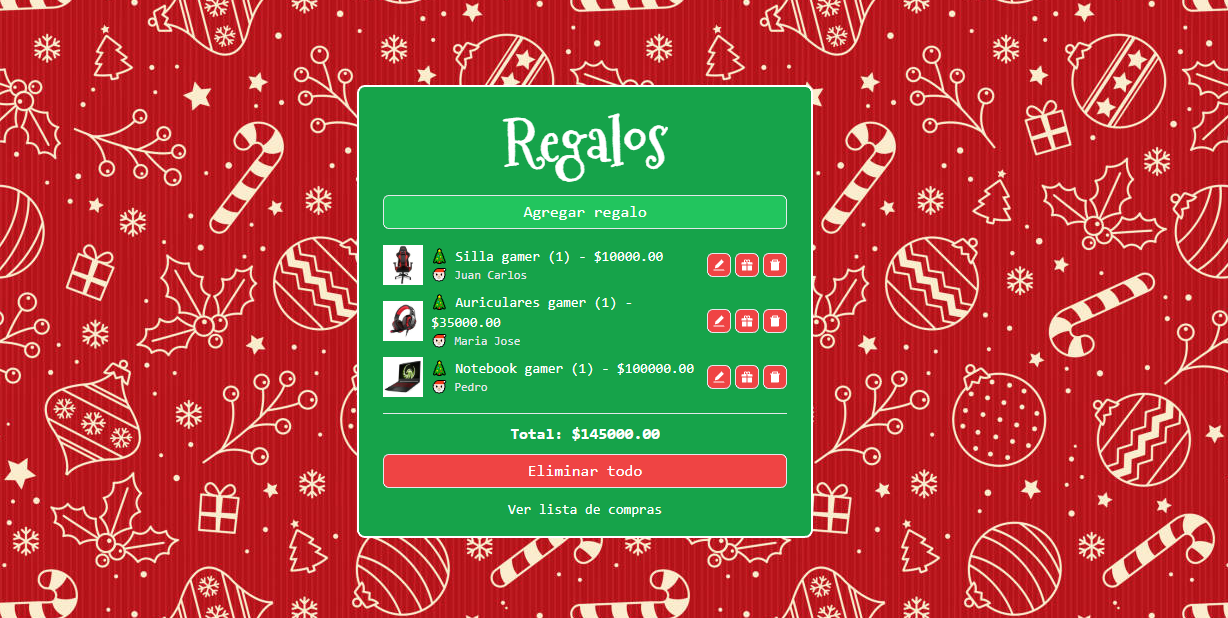 Regalos
Agregar regalo
Silla gamer (1) - $10000.00
Juan Carlos
Auriculares gamer (1) -
$35000.00
Maria Jose
Notebook gamer (1) - $100000.00
Pedro
Total: $145000.00
Eliminar todo
Ver lista de compras